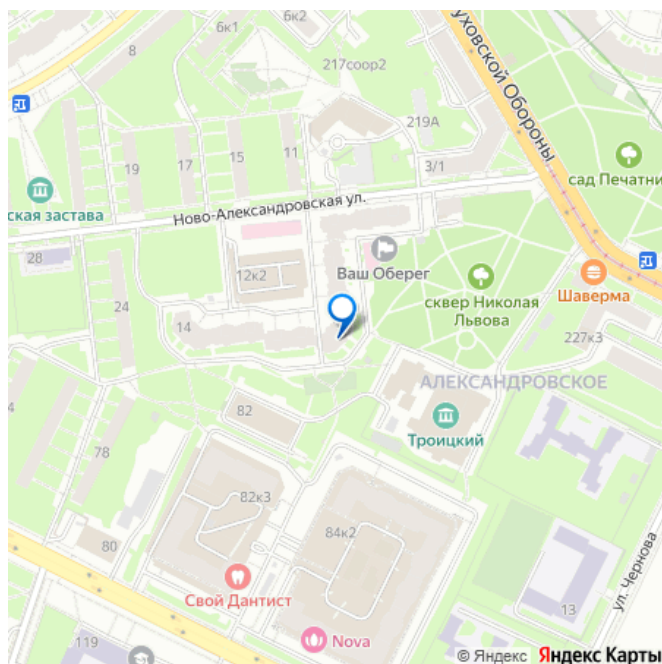 6к1
6к2
8
217соор2
уховской Обороны
219А
3/1
сад Печатни
19
17
15
11
ская застава
Ново-Александровская ул.
28
12к2
Ваш Оберег
сквер Николая
Львова
Шаверма
24
14
227к3
АЛЕКСАНДРОВСКОЕ
82
Троицкий
4
78
82к3
84к2
80
ул. Чернова
Свой Дантист
13
Nova
119
© Яндекс Яндекс Карты